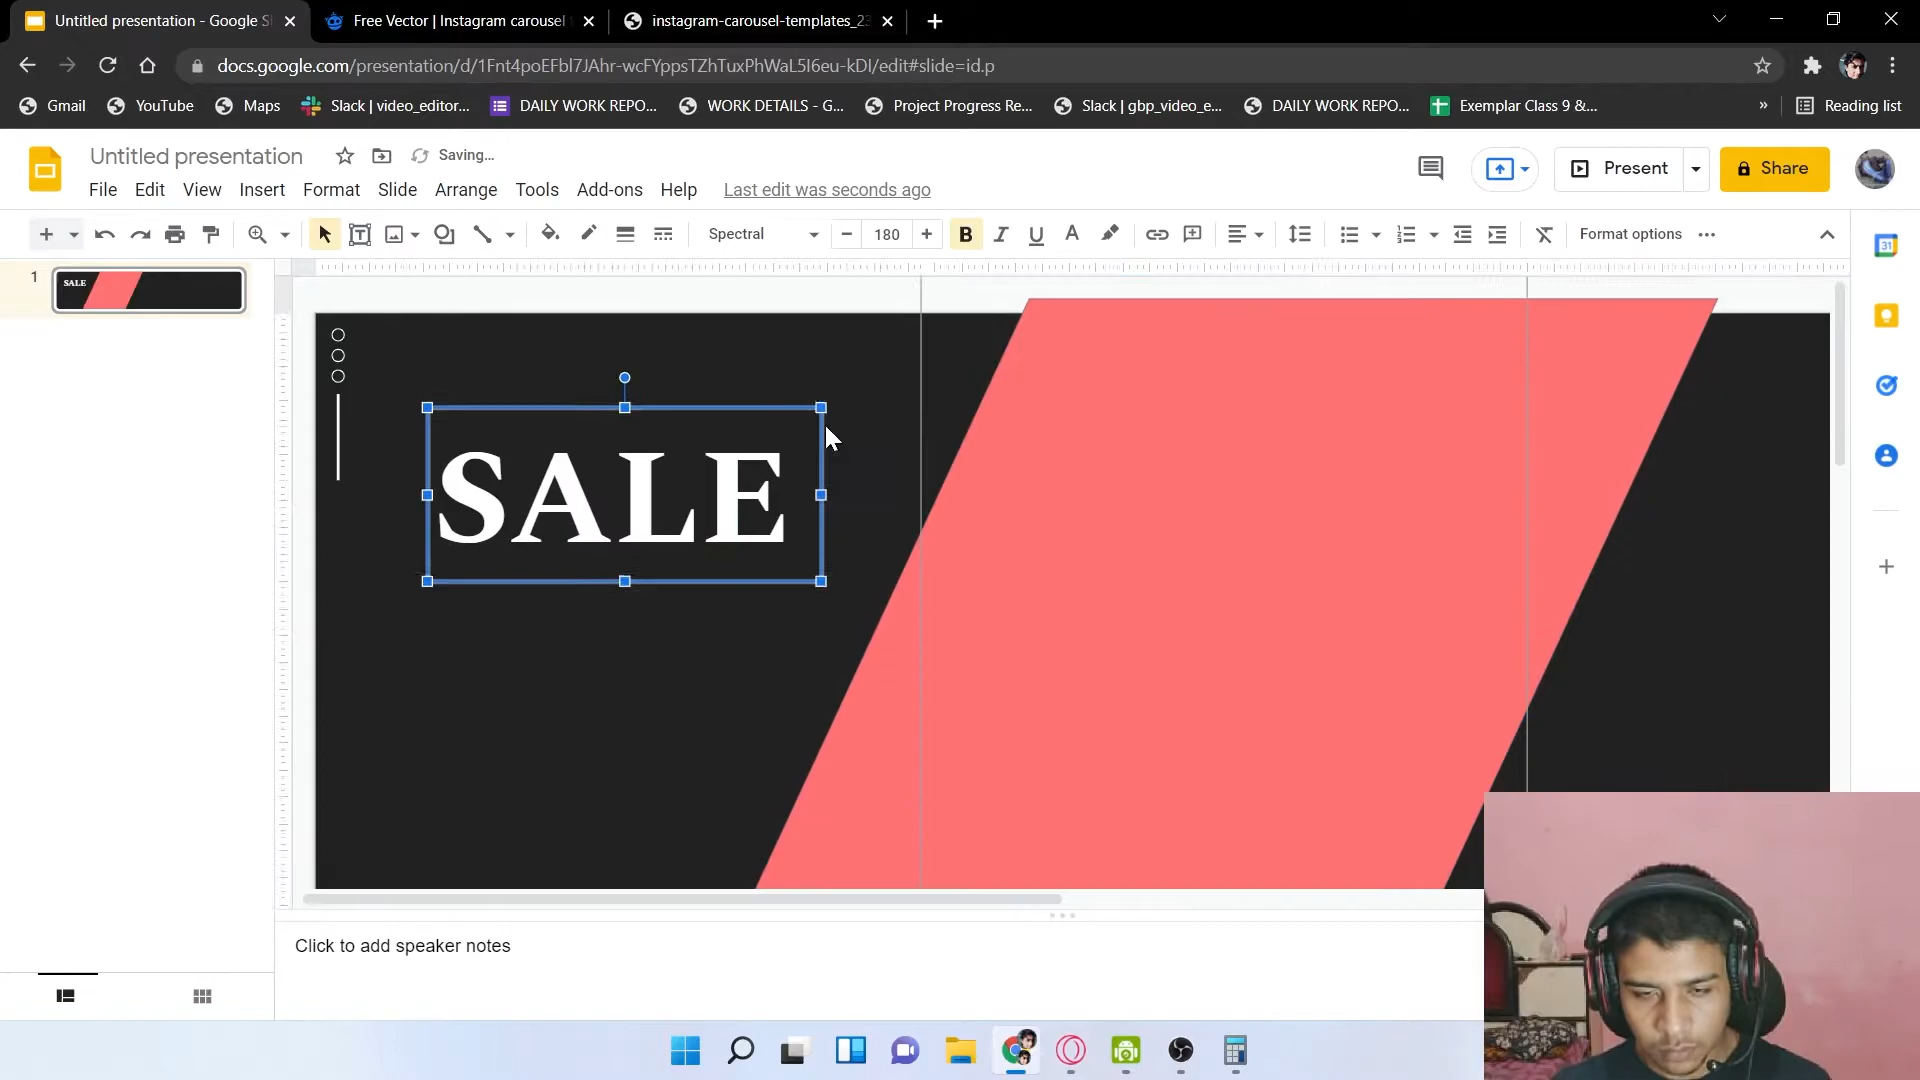 Untitled presentation - Google Sl
Free Vector | Instagram carousel
instagram-carousel-templates_23
docs.google.com/presentation/d/1Fnt4poEFbl7JAhr-wcFYppsTZhTuxPhWaL5I6eu-kDI/edit#slide=id.p
Gmail
YouTube
Maps
Slack | video_editor...
DAILY WORK REPO...
WORK DETAILS - G...
Project Progress Re...
Slack | gbp_video_e...
DAILY WORK REPO...
Exemplar Class 9 &...
»
Reading list
Untitled presentation
Saving...
Present
Share
File Edit View Insert Format Slide Arrange Tools Add-ons Help
Last edit was seconds ago
Spectral
180
B I U A
Format options
31
1
SALE
SALE
Click to add speaker notes